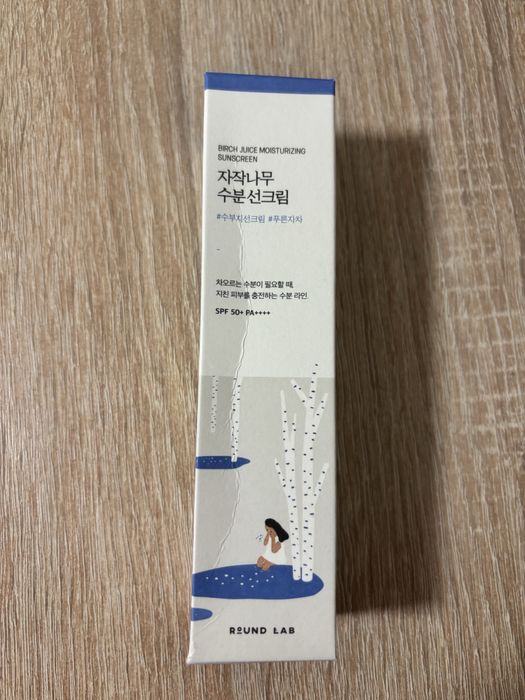 BIRCH JUICE MOISTURIZING
SUNSCREEN
자작나무
수분선크림
#수부지선크림 #푸른자차
-
차오르는 수분이 필요할 때,
지친 피부를 충전하는 수분 라인.
SPF 50+ PA++++
ROUND LAB